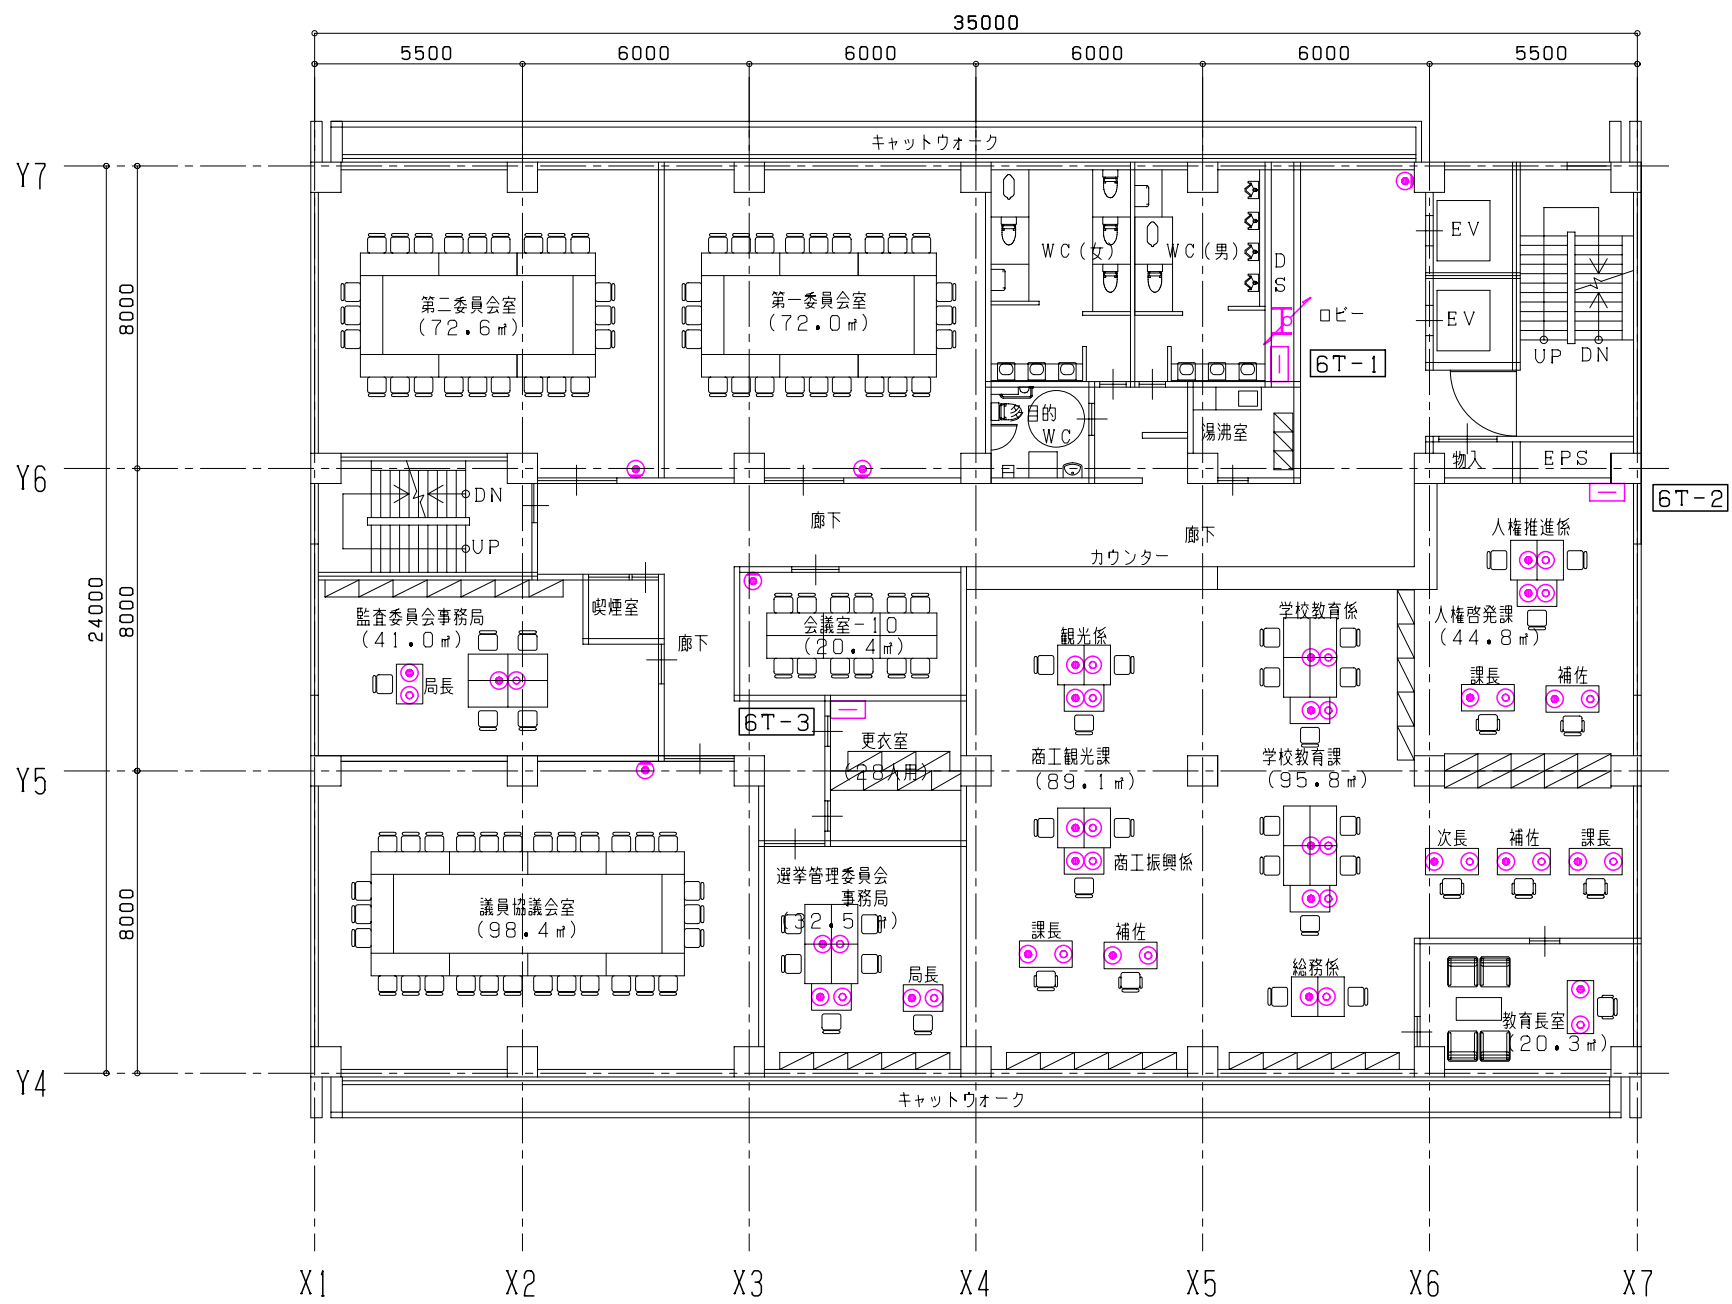 35000
5500
6000
6000
6000
6000
5500
キャットウォーク
Y7
8000
第二委員会室
(72.6㎡)
第一委員会室
(72.0㎡)
WC(女)
WC(男)
DS
ロビー
EV
EV
UP
DN
6T-1
目的
WC
湯沸室
物入
EPS
Y6
DN
UP
廊下
廊下
カウンター
6T-2
人権推進係
24000
8000
監査委員会事務局
(41.0㎡)
局長
喫煙室
廊下
会議室-10
(20.4㎡)
観光係
学校教育係
人権啓発課
(44.8㎡)
課長
補佐
6T-3
更衣室
(28人用)
商工観光課
(89.1㎡)
学校教育課
(95.8㎡)
Y5
8000
議員協議会室
(98.4㎡)
選挙管理委員会
事務局
(32.5㎡)
局長
商工振興係
課長
補佐
総務係
次長
補佐
課長
教育長室
(20.3㎡)
Y4
キャットウォーク
X1
X2
X3
X4
X5
X6
X7